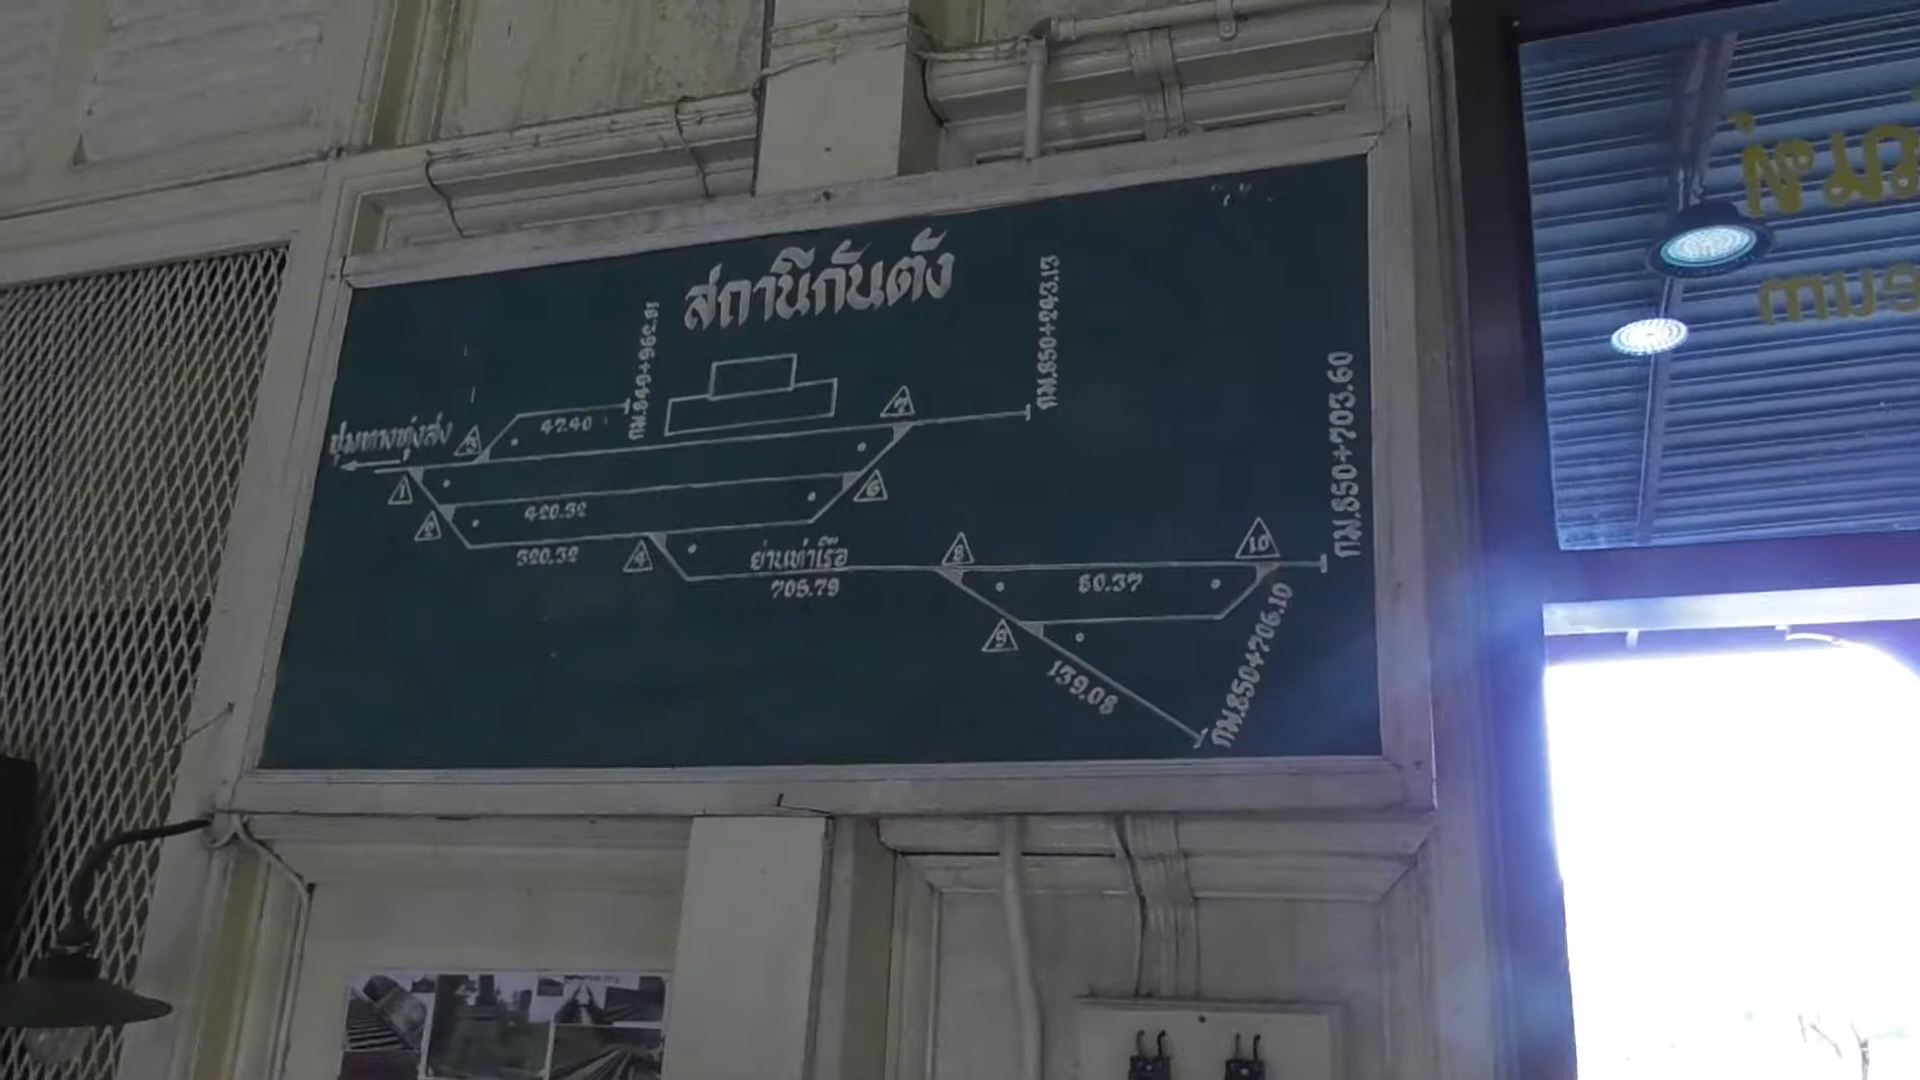 สถานีกันตัง
กม.849+962.81
กม.850+243.13
กม.850+703.60
ชุมทางทุ่งสง
3
47.40
7
1
420.32
6
2
320.32
4
ย่านท่าเรือ
705.79
8
80.37
10
9
139.08
กม.850+706.10